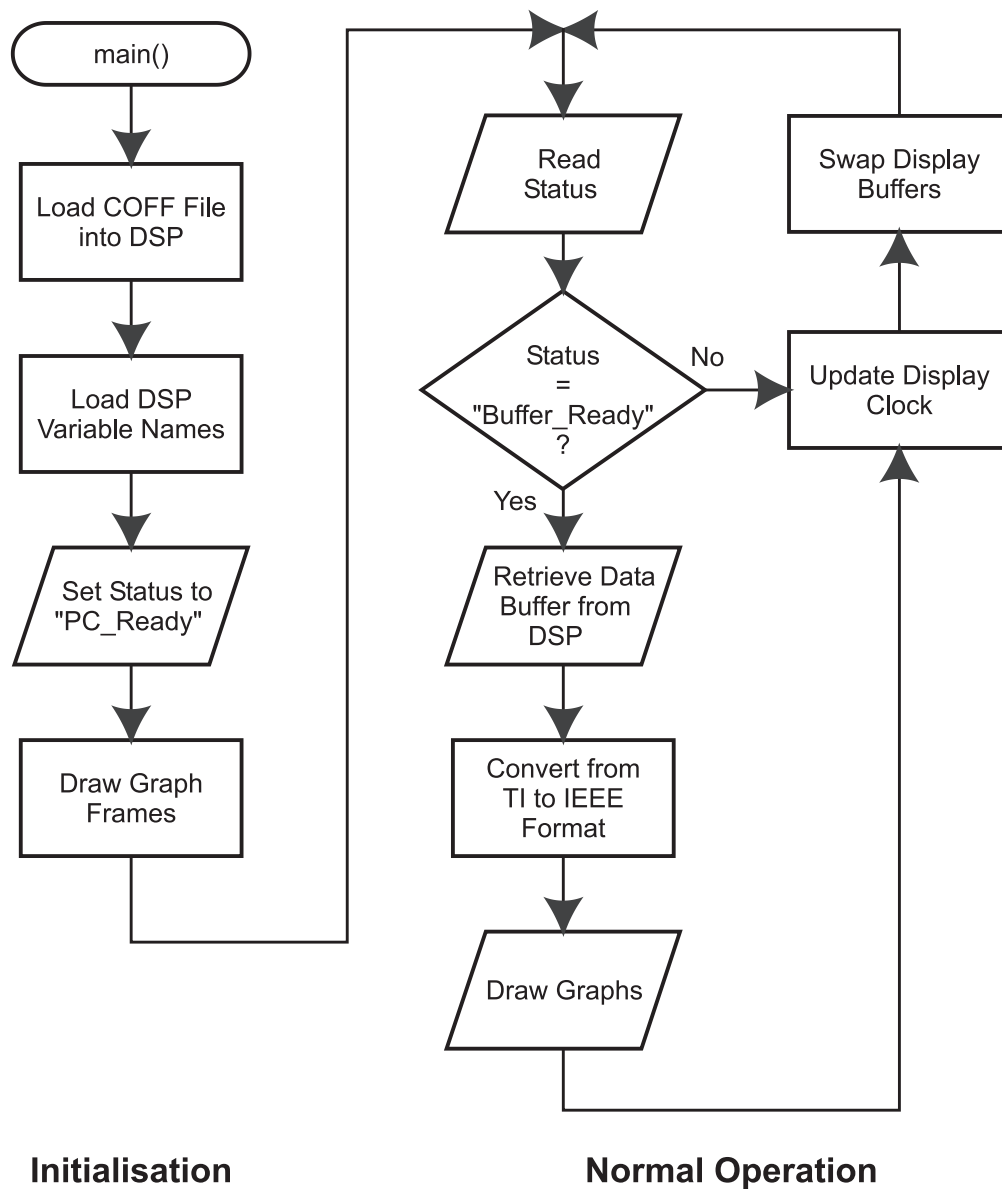 main()
Load COFF File
into DSP
Load DSP
Variable Names
Set Status to
"PC_Ready"
Draw Graph
Frames
Initialisation
Read
Status
Status
=
"Buffer_Ready"
?
No
Yes
Retrieve Data
Buffer from
DSP
Convert from
TI to IEEE
Format
Draw Graphs
Swap Display
Buffers
Update Display
Clock
Normal Operation